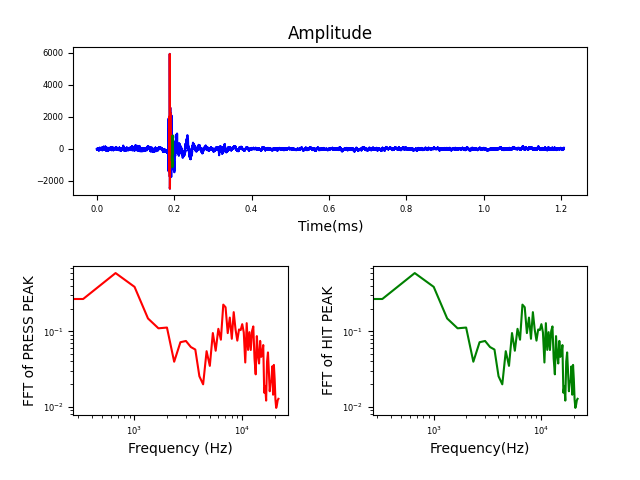 Amplitude
6000
4000
2000
0
−2000
0.0 0.2 0.4 0.6 0.8 1.0 1.2
Time(ms)
FFT of PRESS PEAK
10⁻¹
10⁻²
10³ 10⁴
Frequency (Hz)
FFT of HIT PEAK
10⁻¹
10⁻²
10³ 10⁴
Frequency(Hz)